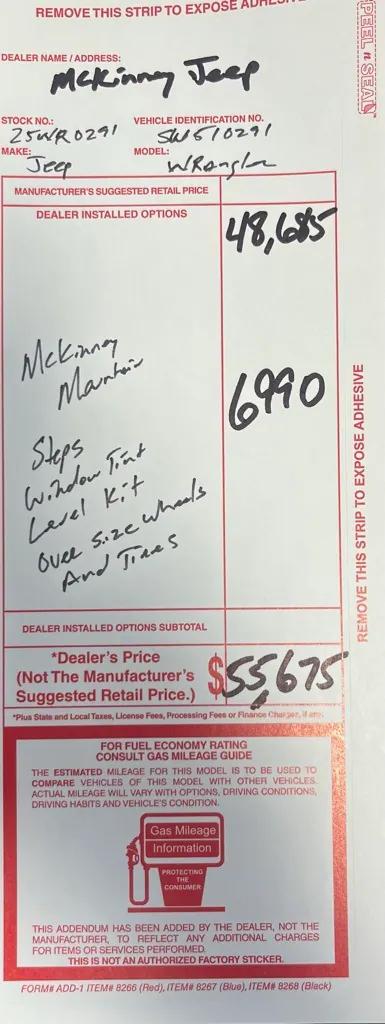 REMOVE THIS STRIP TO EXPOSE ADHESIVE
PEEL n SEAL
DEALER NAME / ADDRESS:
McKinney Jeep
STOCK NO.: VEHICLE IDENTIFICATION NO.
25WR0291 SW510291
MAKE: MODEL:
Jeep WRangler
MANUFACTURER'S SUGGESTED RETAIL PRICE
DEALER INSTALLED OPTIONS
48,685
McKinney
Mountain
6990
Steps
Window Tint
Level Kit
Over Size Wheels
And Tires
REMOVE THIS STRIP TO EXPOSE ADHESIVE
DEALER INSTALLED OPTIONS SUBTOTAL
*Dealer's Price
(Not The Manufacturer's
Suggested Retail Price.)
$55,675
*Plus State and Local Taxes, License Fees, Processing Fees or Finance Charges, if any.
FOR FUEL ECONOMY RATING
CONSULT GAS MILEAGE GUIDE
THE ESTIMATED MILEAGE FOR THIS MODEL IS TO BE USED TO
COMPARE VEHICLES OF THIS MODEL WITH OTHER VEHICLES.
ACTUAL MILEAGE WILL VARY WITH OPTIONS, DRIVING CONDITIONS,
DRIVING HABITS AND VEHICLE'S CONDITION.
Gas Mileage
Information
PROTECTING
THE
CONSUMER
THIS ADDENDUM HAS BEEN ADDED BY THE DEALER, NOT THE
MANUFACTURER, TO REFLECT ANY ADDITIONAL CHARGES
FOR ITEMS OR SERVICES PERFORMED.
THIS IS NOT AN AUTHORIZED FACTORY STICKER.
FORM# ADD-1 ITEM# 8266 (Red), ITEM# 8267 (Blue), ITEM# 8268 (Black)